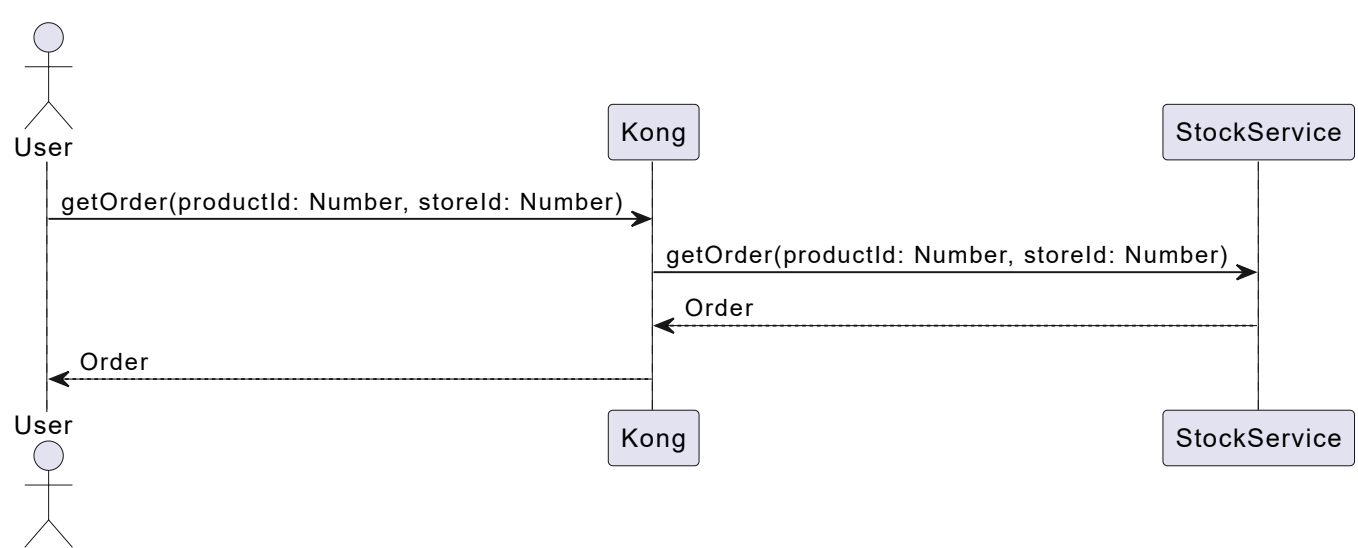 User
Kong
StockService
getOrder(productId: Number, storeId: Number)
getOrder(productId: Number, storeId: Number)
Order
Order
User
Kong
StockService